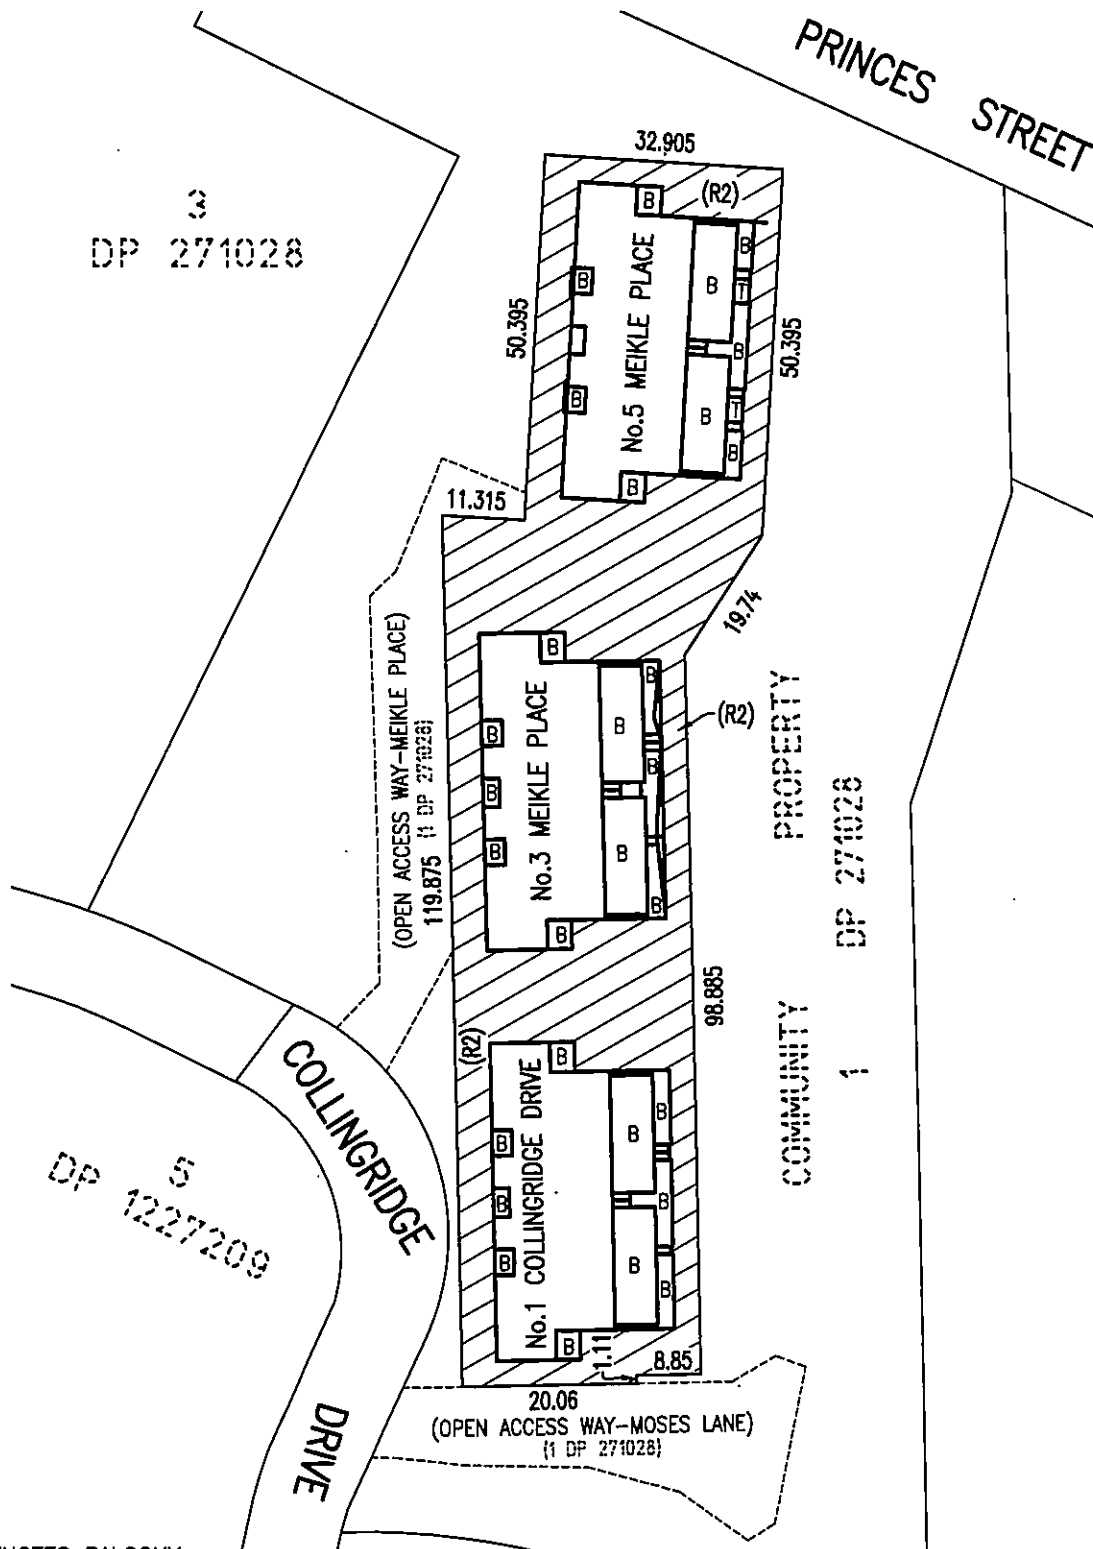 PRINCES STREET
32.905
(R2)
3
DP 271028
B
B
B
T
B
B
B
B
T
B
B
B
No.5 MEIKLE PLACE
50.395
50.395
11.315
19.74
(OPEN ACCESS WAY-MEIKLE PLACE)
(1 DP 271028)
119.875
B
B
B
B
B
B
B
B
B
B
No.3 MEIKLE PLACE
(R2)
COMMUNITY PROPERTY
1 DP 271028
98.885
(R2)
B
B
B
B
B
B
B
B
B
B
No.1 COLLINGRIDGE DRIVE
COLLINGRIDGE
DRIVE
5
DP 1227209
1.11
8.85
20.06
(OPEN ACCESS WAY-MOSES LANE)
(1 DP 271028)